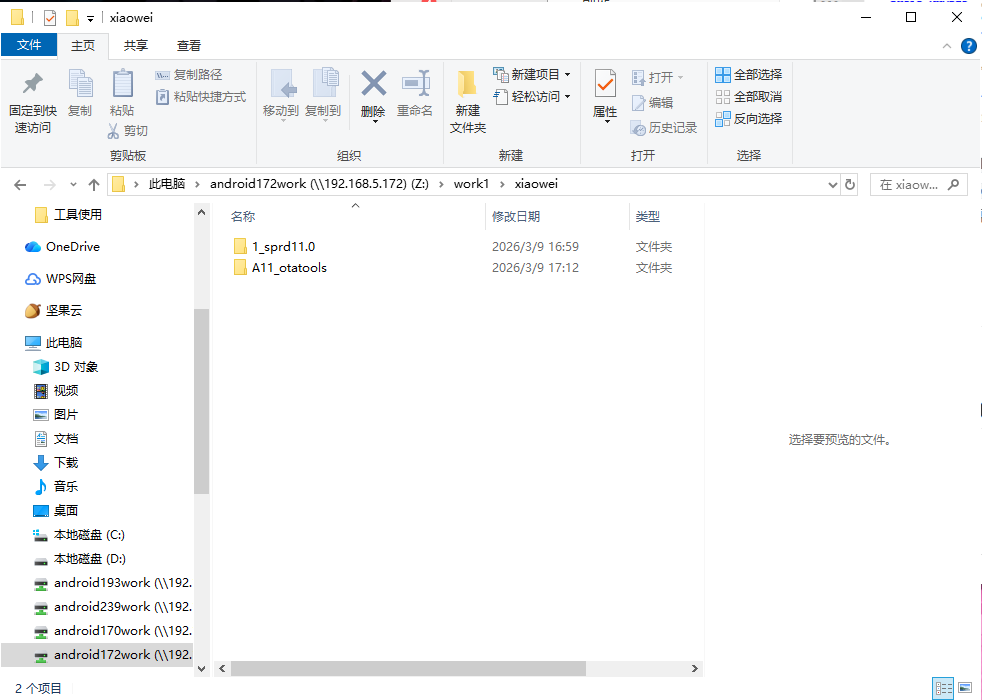 xiaowei
文件 主页 共享 查看
固定到快速访问
复制
粘贴
复制路径
粘贴快捷方式
剪切
剪贴板
移动到
复制到
删除
重命名
组织
新建文件夹
新建项目
轻松访问
新建
属性
打开
编辑
历史记录
打开
全部选择
全部取消
反向选择
选择
此电脑 › android172work (\\192.168.5.172) (Z:) › work1 › xiaowei
在 xiaow...
工具使用
OneDrive
WPS网盘
坚果云
此电脑
3D 对象
视频
图片
文档
下载
音乐
桌面
本地磁盘 (C:)
本地磁盘 (D:)
android193work (\\192.
android239work (\\192.
android170work (\\192.
android172work (\\192.
名称 修改日期 类型
1_sprd11.0 2026/3/9 16:59 文件夹
A11_otatools 2026/3/9 17:12 文件夹
选择要预览的文件。
2 个项目